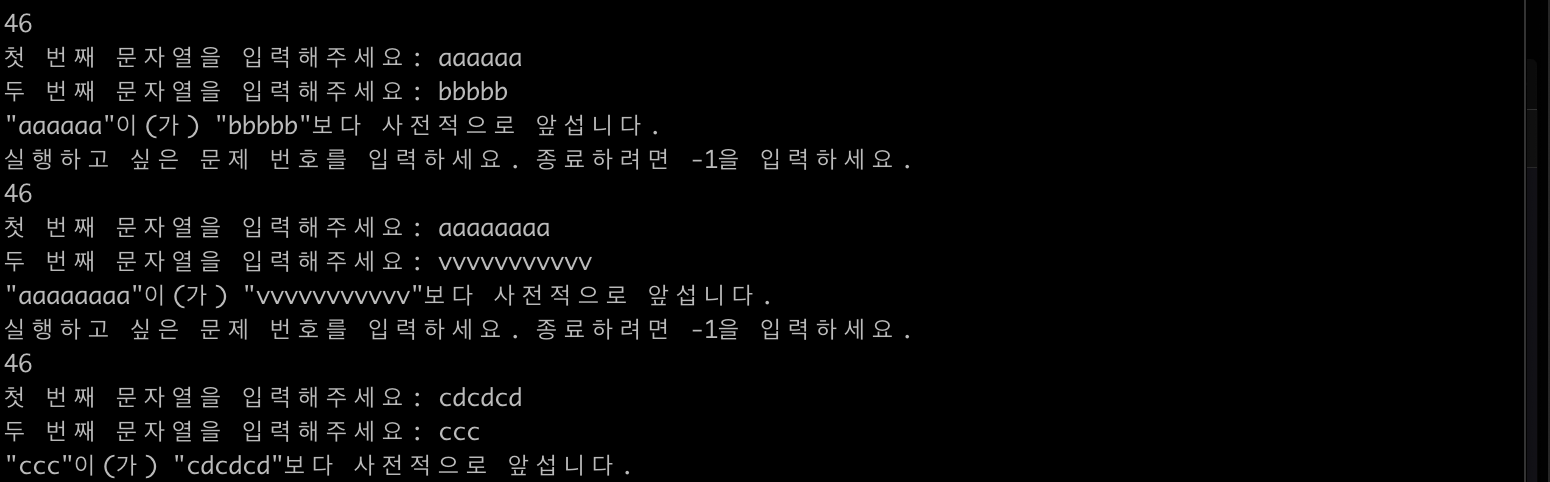 46
첫 번째 문자열을 입력해주세요: aaaaaa
두 번째 문자열을 입력해주세요: bbbbb
"aaaaaa"이(가) "bbbbb"보다 사전적으로 앞섭니다.
실행하고 싶은 문제 번호를 입력하세요. 종료하려면 -1을 입력하세요.
46
첫 번째 문자열을 입력해주세요: aaaaaaaa
두 번째 문자열을 입력해주세요: vvvvvvvvvvv
"aaaaaaaa"이(가) "vvvvvvvvvvv"보다 사전적으로 앞섭니다.
실행하고 싶은 문제 번호를 입력하세요. 종료하려면 -1을 입력하세요.
46
첫 번째 문자열을 입력해주세요: cdcdcd
두 번째 문자열을 입력해주세요: ccc
"ccc"이(가) "cdcdcd"보다 사전적으로 앞섭니다.